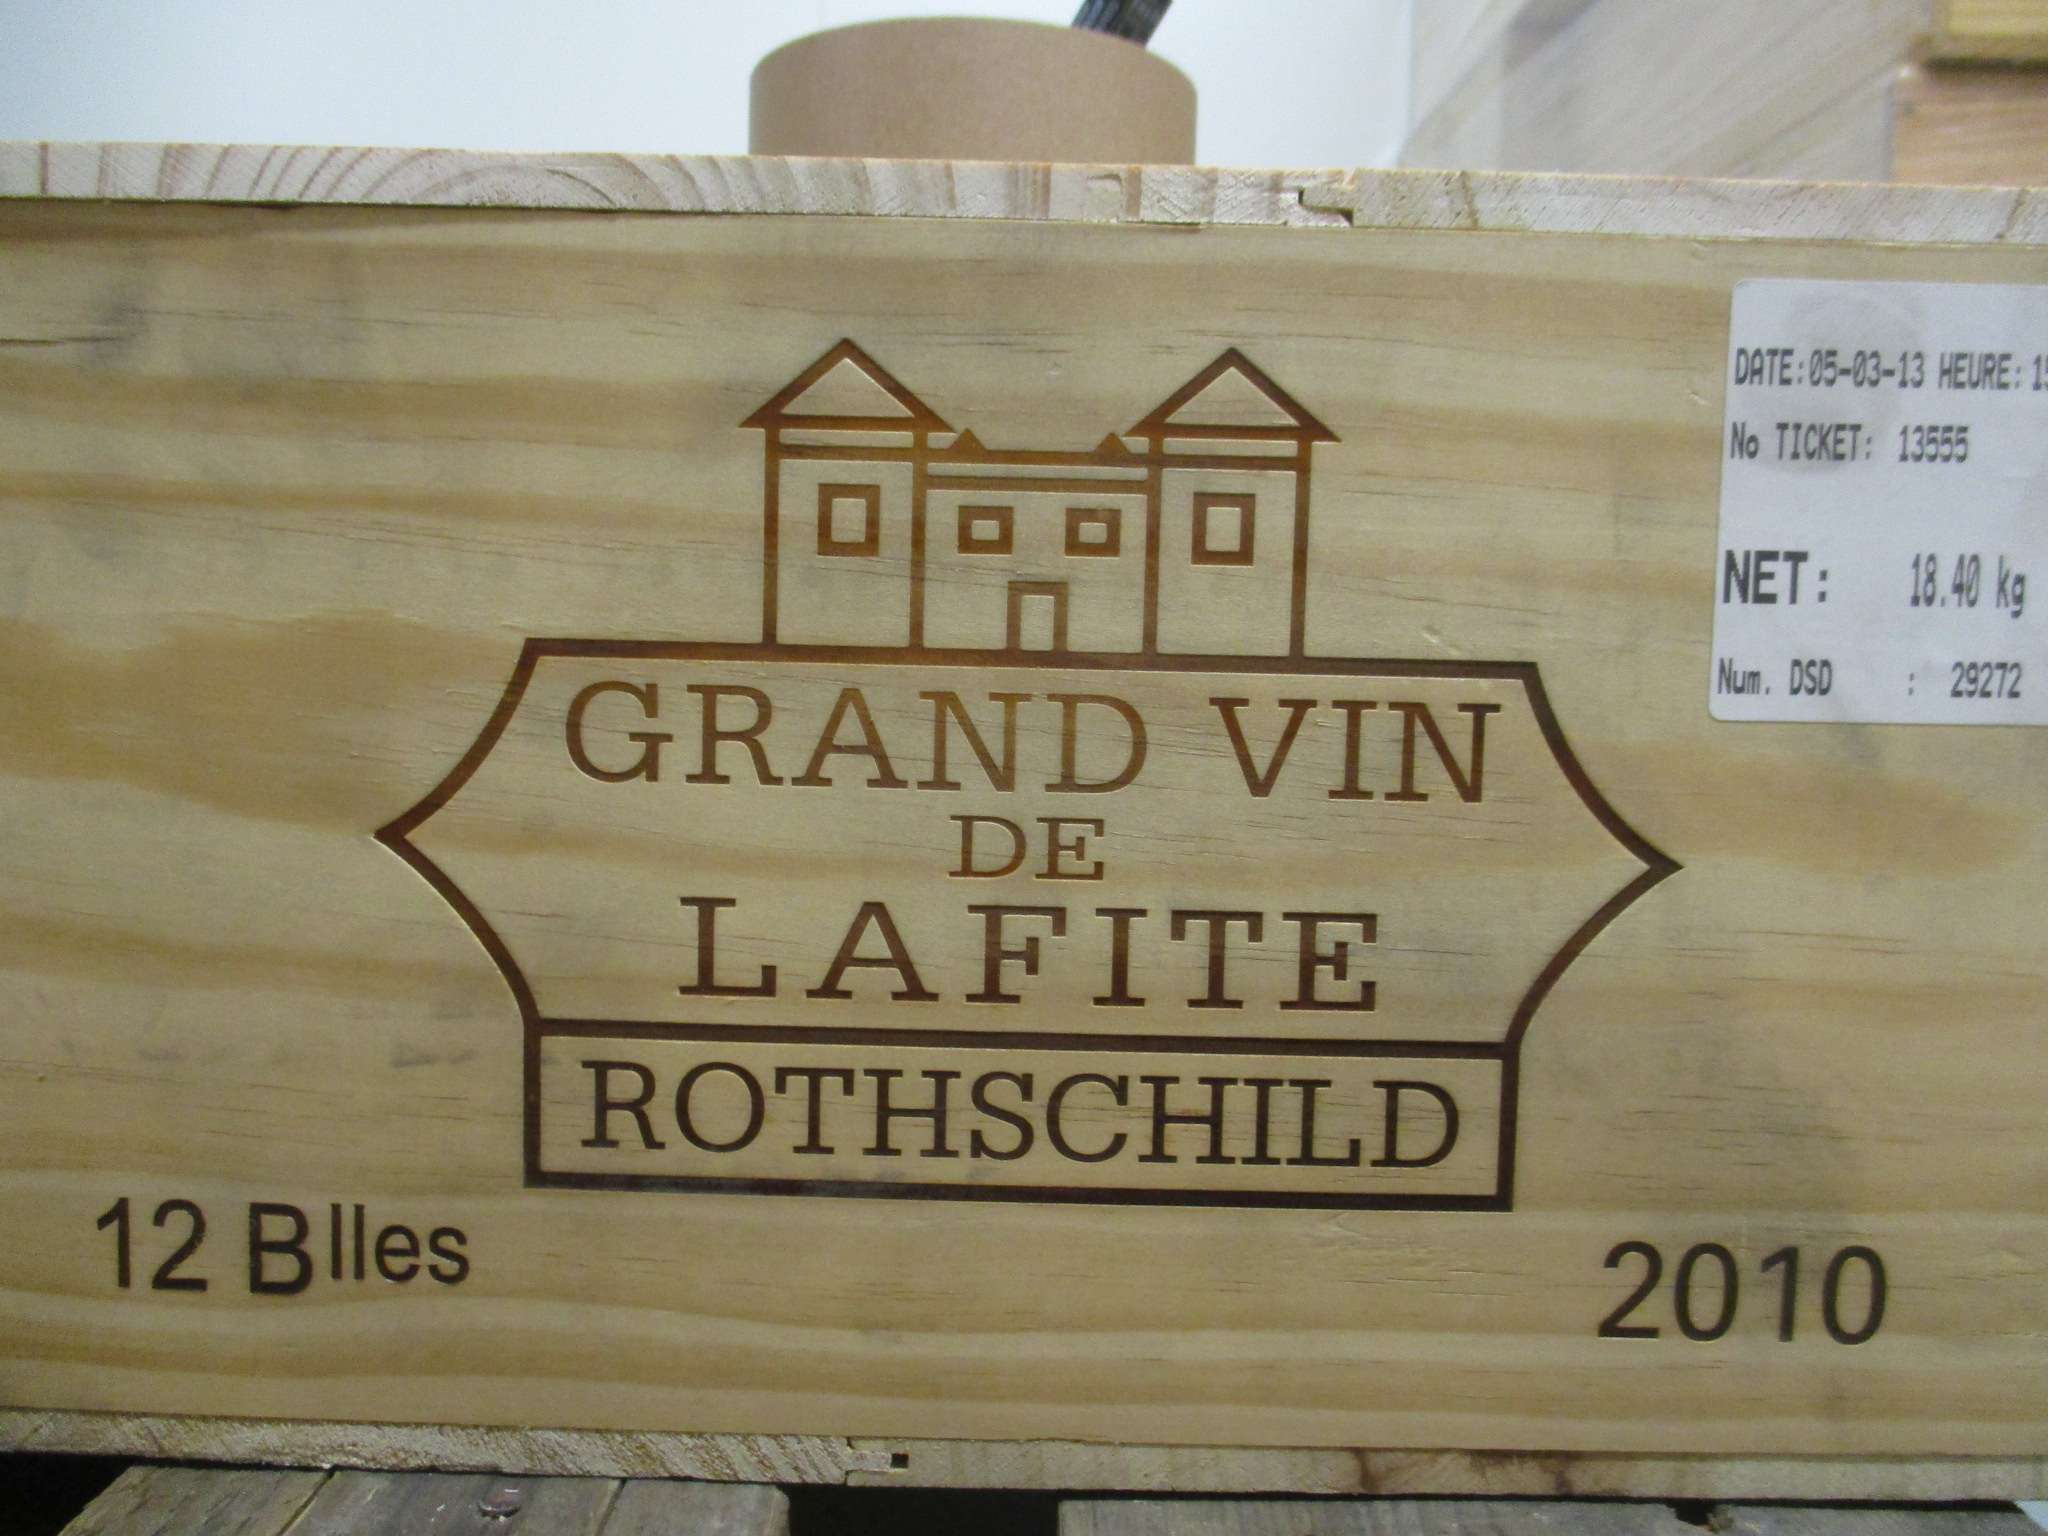 DATE:05-03-13 HEURE:15
No TICKET: 13555
NET: 18.40 kg
Num. DSD : 29272
GRAND VIN
DE
LAFITE
ROTHSCHILD
12 Blles
2010